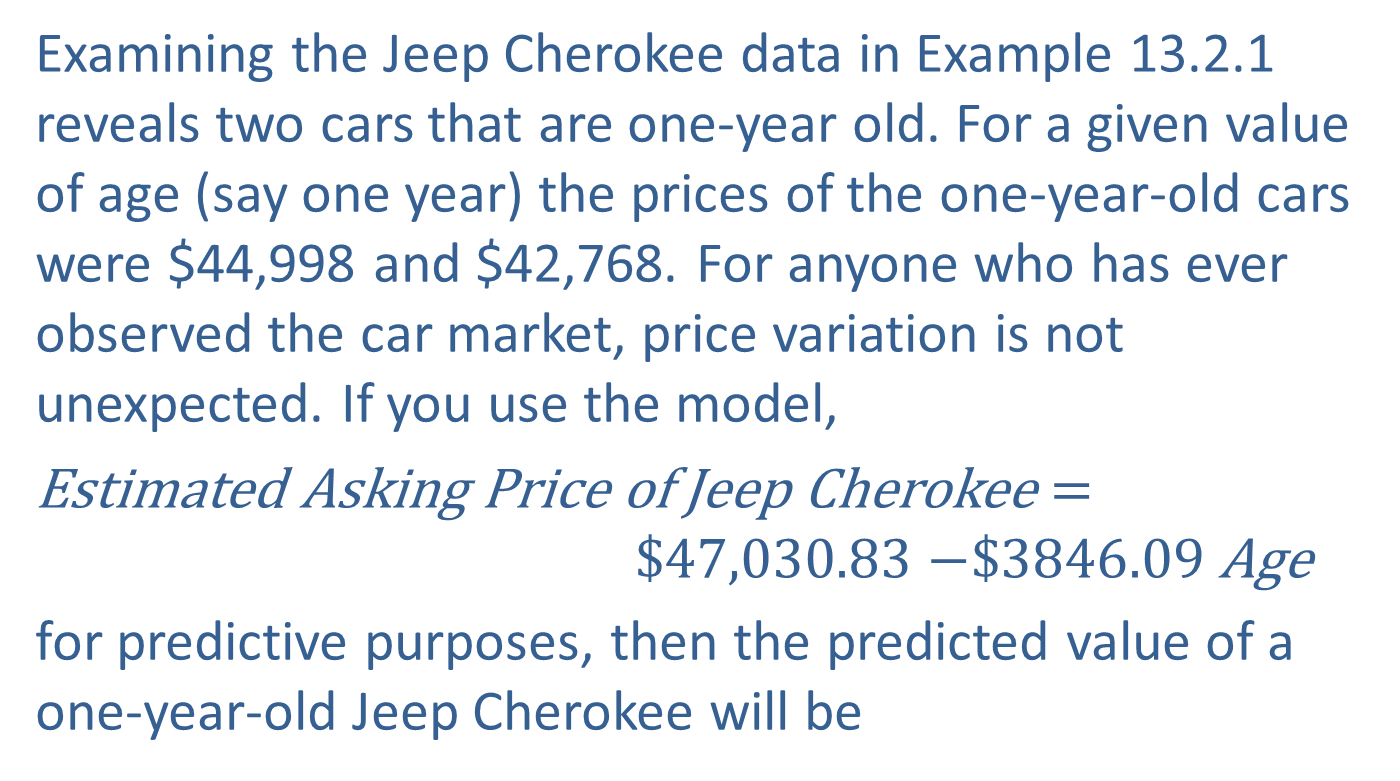 Examining the Jeep Cherokee data in Example 13.2.1
reveals two cars that are one-year old. For a given value
of age (say one year) the prices of the one-year-old cars
were $44,998 and $42,768. For anyone who has ever
observed the car market, price variation is not
unexpected. If you use the model,
Estimated Asking Price of Jeep Cherokee =
$47,030.83 −$3846.09 Age
for predictive purposes, then the predicted value of a
one-year-old Jeep Cherokee will be